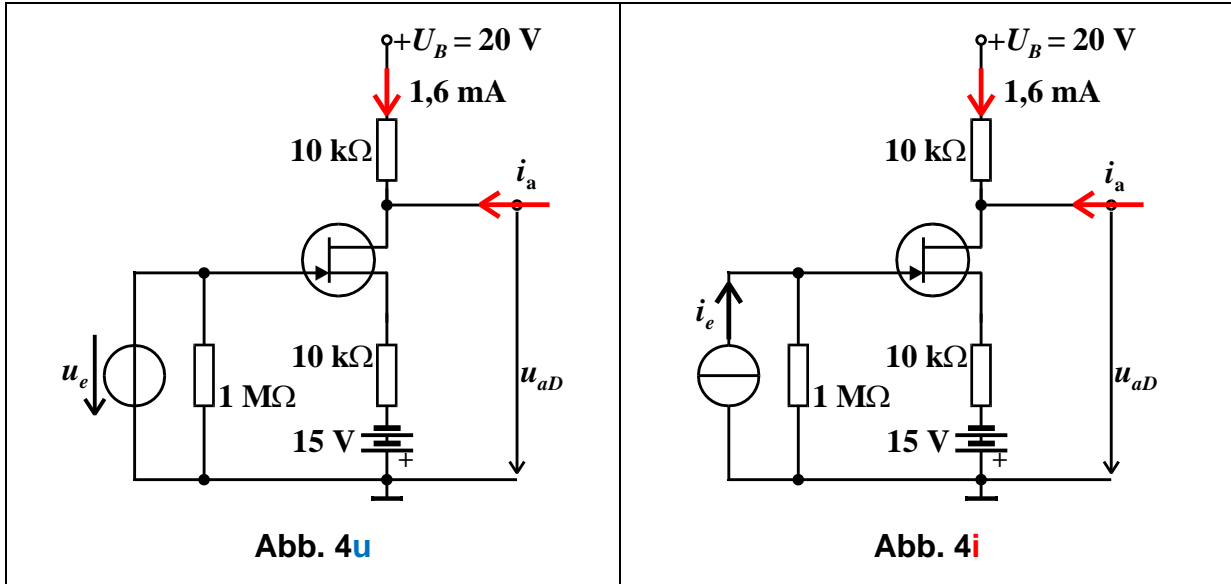 +U_B = 20 V
1,6 mA
10 kΩ
i_a
10 kΩ
u_e
1 MΩ
u_aD
15 V
+
Abb. 4u
+U_B = 20 V
1,6 mA
10 kΩ
i_a
i_e
10 kΩ
1 MΩ
u_aD
15 V
+
Abb. 4i